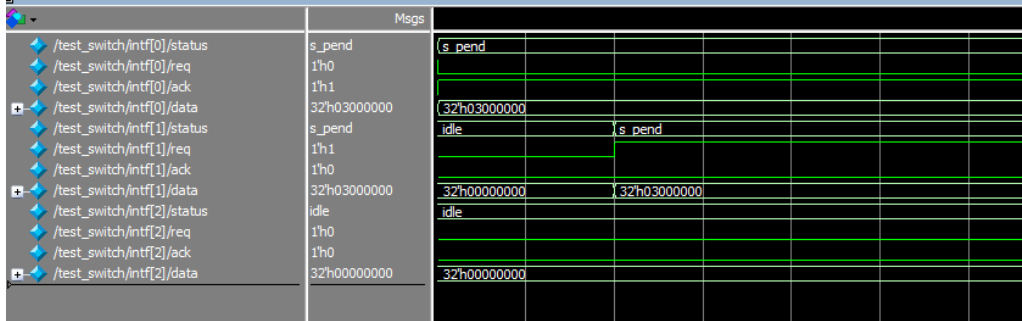 Msgs
/test_switch/intf[0]/status s_pend s_pend
/test_switch/intf[0]/req 1'h0
/test_switch/intf[0]/ack 1'h1
/test_switch/intf[0]/data 32'h03000000 32'h03000000
/test_switch/intf[1]/status s_pend idle s_pend
/test_switch/intf[1]/req 1'h1
/test_switch/intf[1]/ack 1'h0
/test_switch/intf[1]/data 32'h03000000 32'h00000000 32'h03000000
/test_switch/intf[2]/status idle idle
/test_switch/intf[2]/req 1'h0
/test_switch/intf[2]/ack 1'h0
/test_switch/intf[2]/data 32'h00000000 32'h00000000